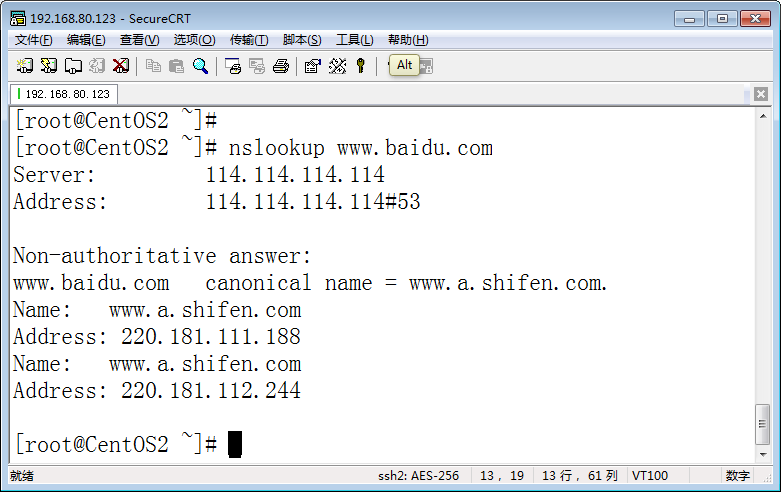 192.168.80.123 - SecureCRT
文件(F) 编辑(E) 查看(V) 选项(O) 传输(T) 脚本(S) 工具(L) 帮助(H)
Alt
192.168.80.123
[root@CentOS2 ~]#
[root@CentOS2 ~]# nslookup www.baidu.com
Server:         114.114.114.114
Address:        114.114.114.114#53
Non-authoritative answer:
www.baidu.com   canonical name = www.a.shifen.com.
Name:   www.a.shifen.com
Address: 220.181.111.188
Name:   www.a.shifen.com
Address: 220.181.112.244
[root@CentOS2 ~]#
就绪 ssh2: AES-256 13, 19 13 行, 61 列 VT100 数字